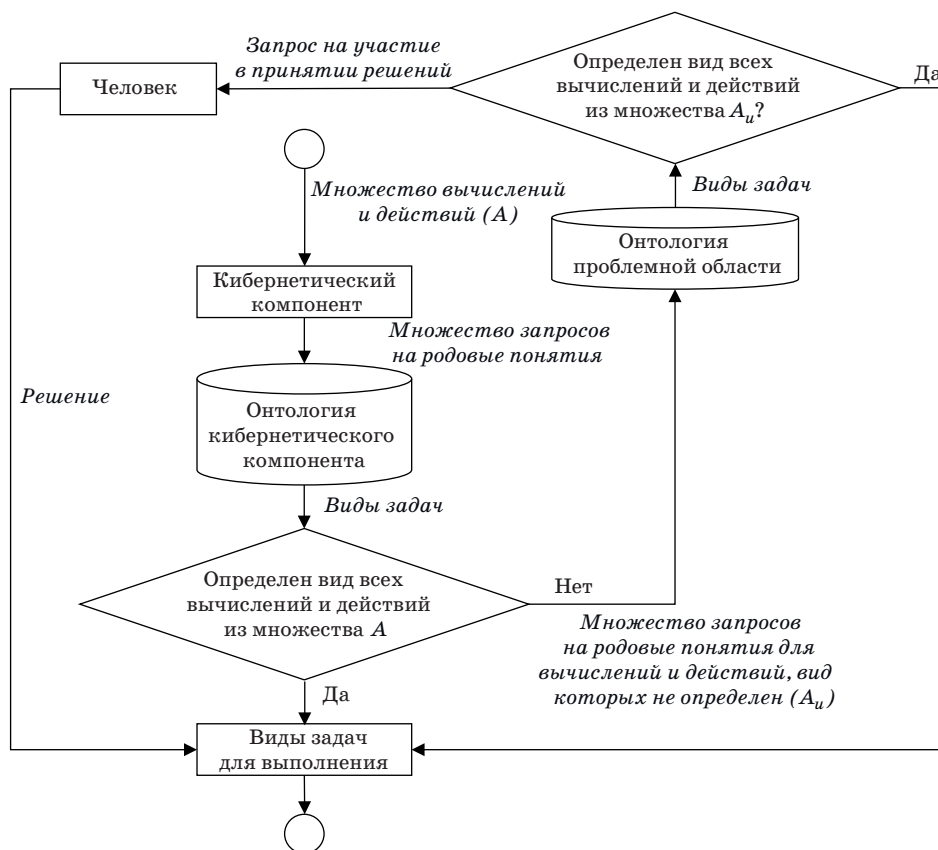 Запрос на участие
в принятии решений
Человек
Определен вид всех
вычислений и действий
из множества Aᵤ?
Да
Множество вычислений
и действий (A)
Виды задач
Онтология
проблемной области
Кибернетический
компонент
Множество запросов
на родовые понятия
Решение
Онтология
кибернетического
компонента
Виды задач
Определен вид всех
вычислений и действий
из множества A
Нет
Множество запросов
на родовые понятия для
вычислений и действий, вид
которых не определен (Aᵤ)
Да
Виды задач
для выполнения